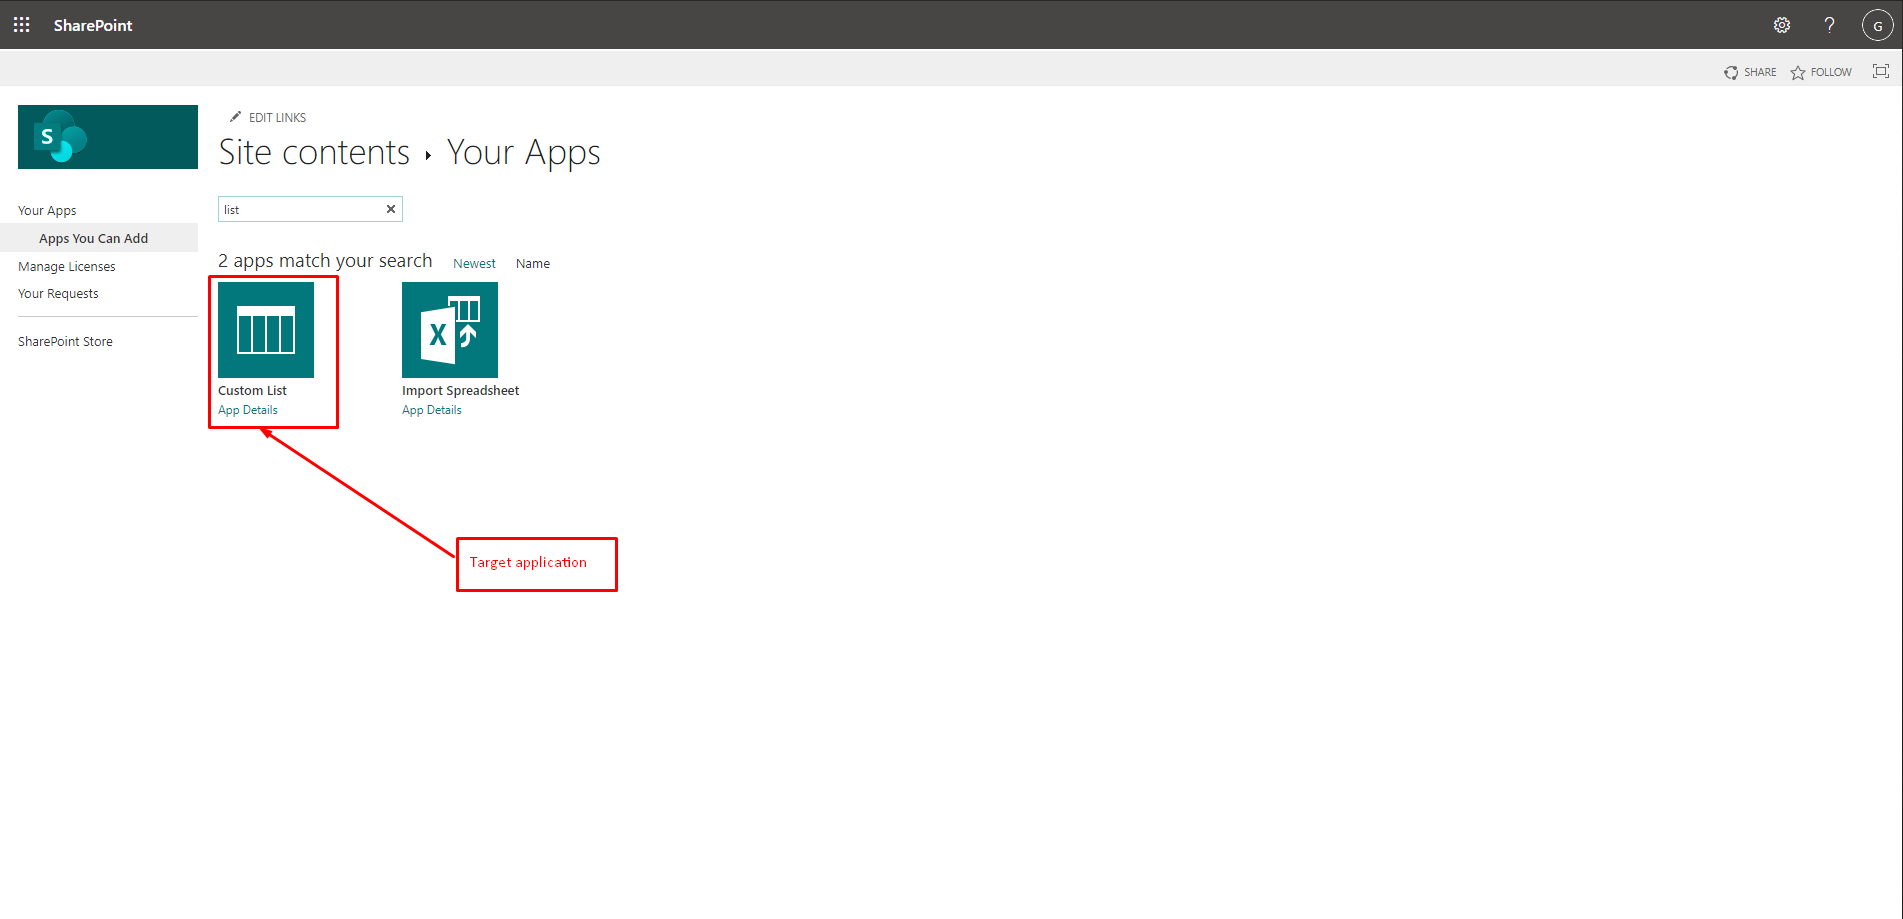 SharePoint
?
G
SHARE
FOLLOW
S
EDIT LINKS
Site contents ▸ Your Apps
Your Apps
Apps You Can Add
Manage Licenses
Your Requests
SharePoint Store
list
2 apps match your search Newest Name
X
Custom List
App Details
Import Spreadsheet
App Details
Target application